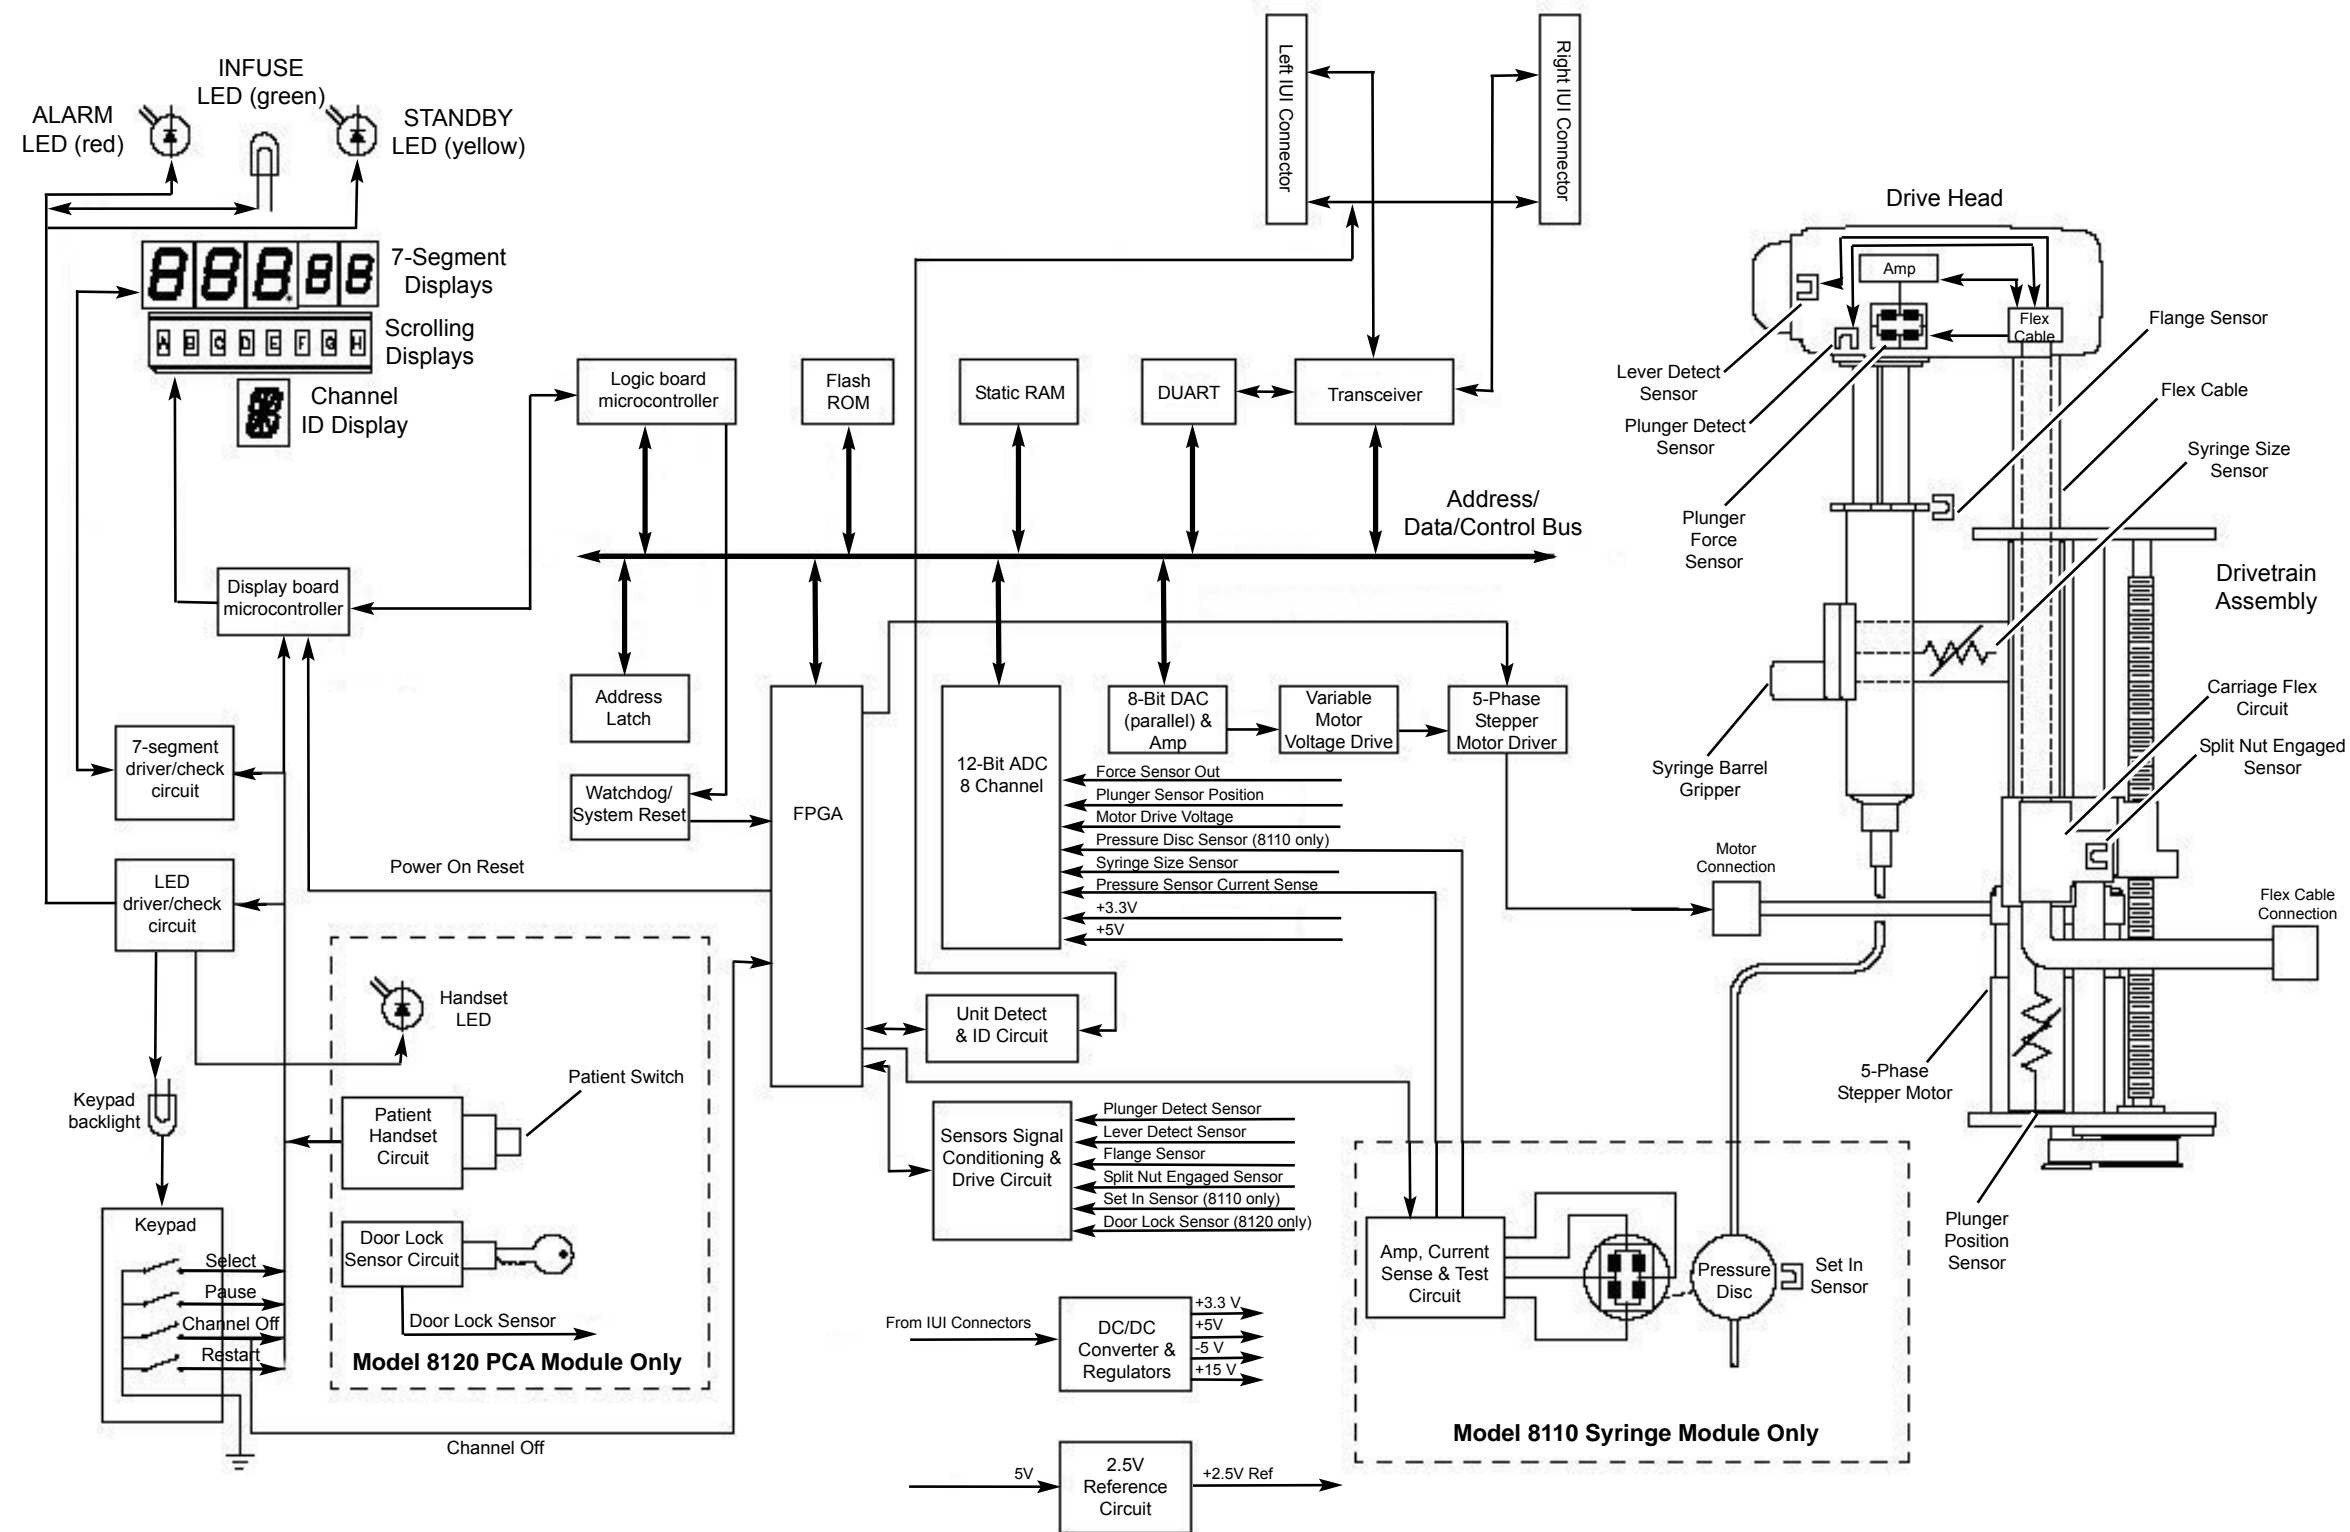 INFUSE
LED (green)
ALARM
LED (red)
STANDBY
LED (yellow)
7-Segment
Displays
Scrolling
Displays
A B C D E F G H
Channel
ID Display
Left IUI Connector
Right IUI Connector
Logic board
microcontroller
Flash
ROM
Static RAM
DUART
Transceiver
Address/
Data/Control Bus
Display board
microcontroller
Address
Latch
7-segment
driver/check
circuit
Watchdog/
System Reset
FPGA
12-Bit ADC
8 Channel
8-Bit DAC
(parallel) &
Amp
Variable
Motor
Voltage Drive
5-Phase
Stepper
Motor Driver
Force Sensor Out
Plunger Sensor Position
Motor Drive Voltage
Pressure Disc Sensor (8110 only)
Syringe Size Sensor
Pressure Sensor Current Sense
+3.3V
+5V
Power On Reset
LED
driver/check
circuit
Handset
LED
Unit Detect
& ID Circuit
Keypad
backlight
Patient Switch
Patient
Handset
Circuit
Sensors Signal
Conditioning &
Drive Circuit
Plunger Detect Sensor
Lever Detect Sensor
Flange Sensor
Split Nut Engaged Sensor
Set In Sensor (8110 only)
Door Lock Sensor (8120 only)
Keypad
Select
Pause
Channel Off
Restart
Door Lock
Sensor Circuit
Door Lock Sensor
Model 8120 PCA Module Only
Channel Off
From IUI Connectors
DC/DC
Converter &
Regulators
+3.3 V
+5V
-5 V
+15 V
5V
2.5V
Reference
Circuit
+2.5V Ref
Amp, Current
Sense & Test
Circuit
Pressure
Disc
Set In
Sensor
Model 8110 Syringe Module Only
Drive Head
Amp
Flex
Cable
Lever Detect
Sensor
Plunger Detect
Sensor
Plunger
Force
Sensor
Flange Sensor
Flex Cable
Syringe Size
Sensor
Drivetrain
Assembly
Carriage Flex
Circuit
Split Nut Engaged
Sensor
Syringe Barrel
Gripper
Motor
Connection
Flex Cable
Connection
5-Phase
Stepper Motor
Plunger
Position
Sensor